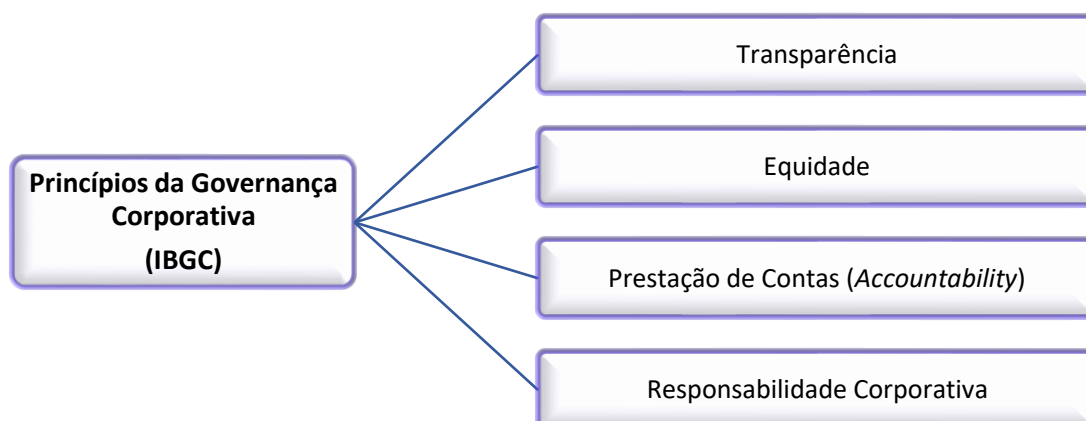 Transparência
Equidade
Princípios da Governança
Corporativa
(IBGC)
Prestação de Contas (Accountability)
Responsabilidade Corporativa